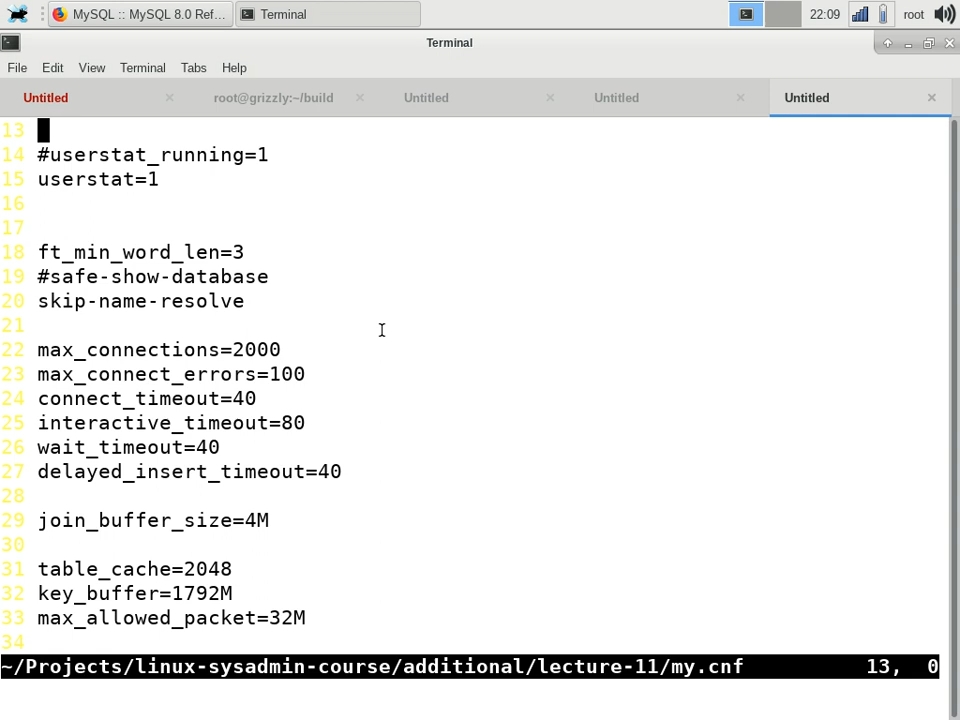 MySQL :: MySQL 8.0 Ref... Terminal 22:09 root
Terminal
File Edit View Terminal Tabs Help
Untitled root@grizzly:~/build Untitled Untitled Untitled
13
14 #userstat_running=1
15 userstat=1
16
17
18 ft_min_word_len=3
19 #safe-show-database
20 skip-name-resolve
21
22 max_connections=2000
23 max_connect_errors=100
24 connect_timeout=40
25 interactive_timeout=80
26 wait_timeout=40
27 delayed_insert_timeout=40
28
29 join_buffer_size=4M
30
31 table_cache=2048
32 key_buffer=1792M
33 max_allowed_packet=32M
34
~/Projects/linux-sysadmin-course/additional/lecture-11/my.cnf 13, 0